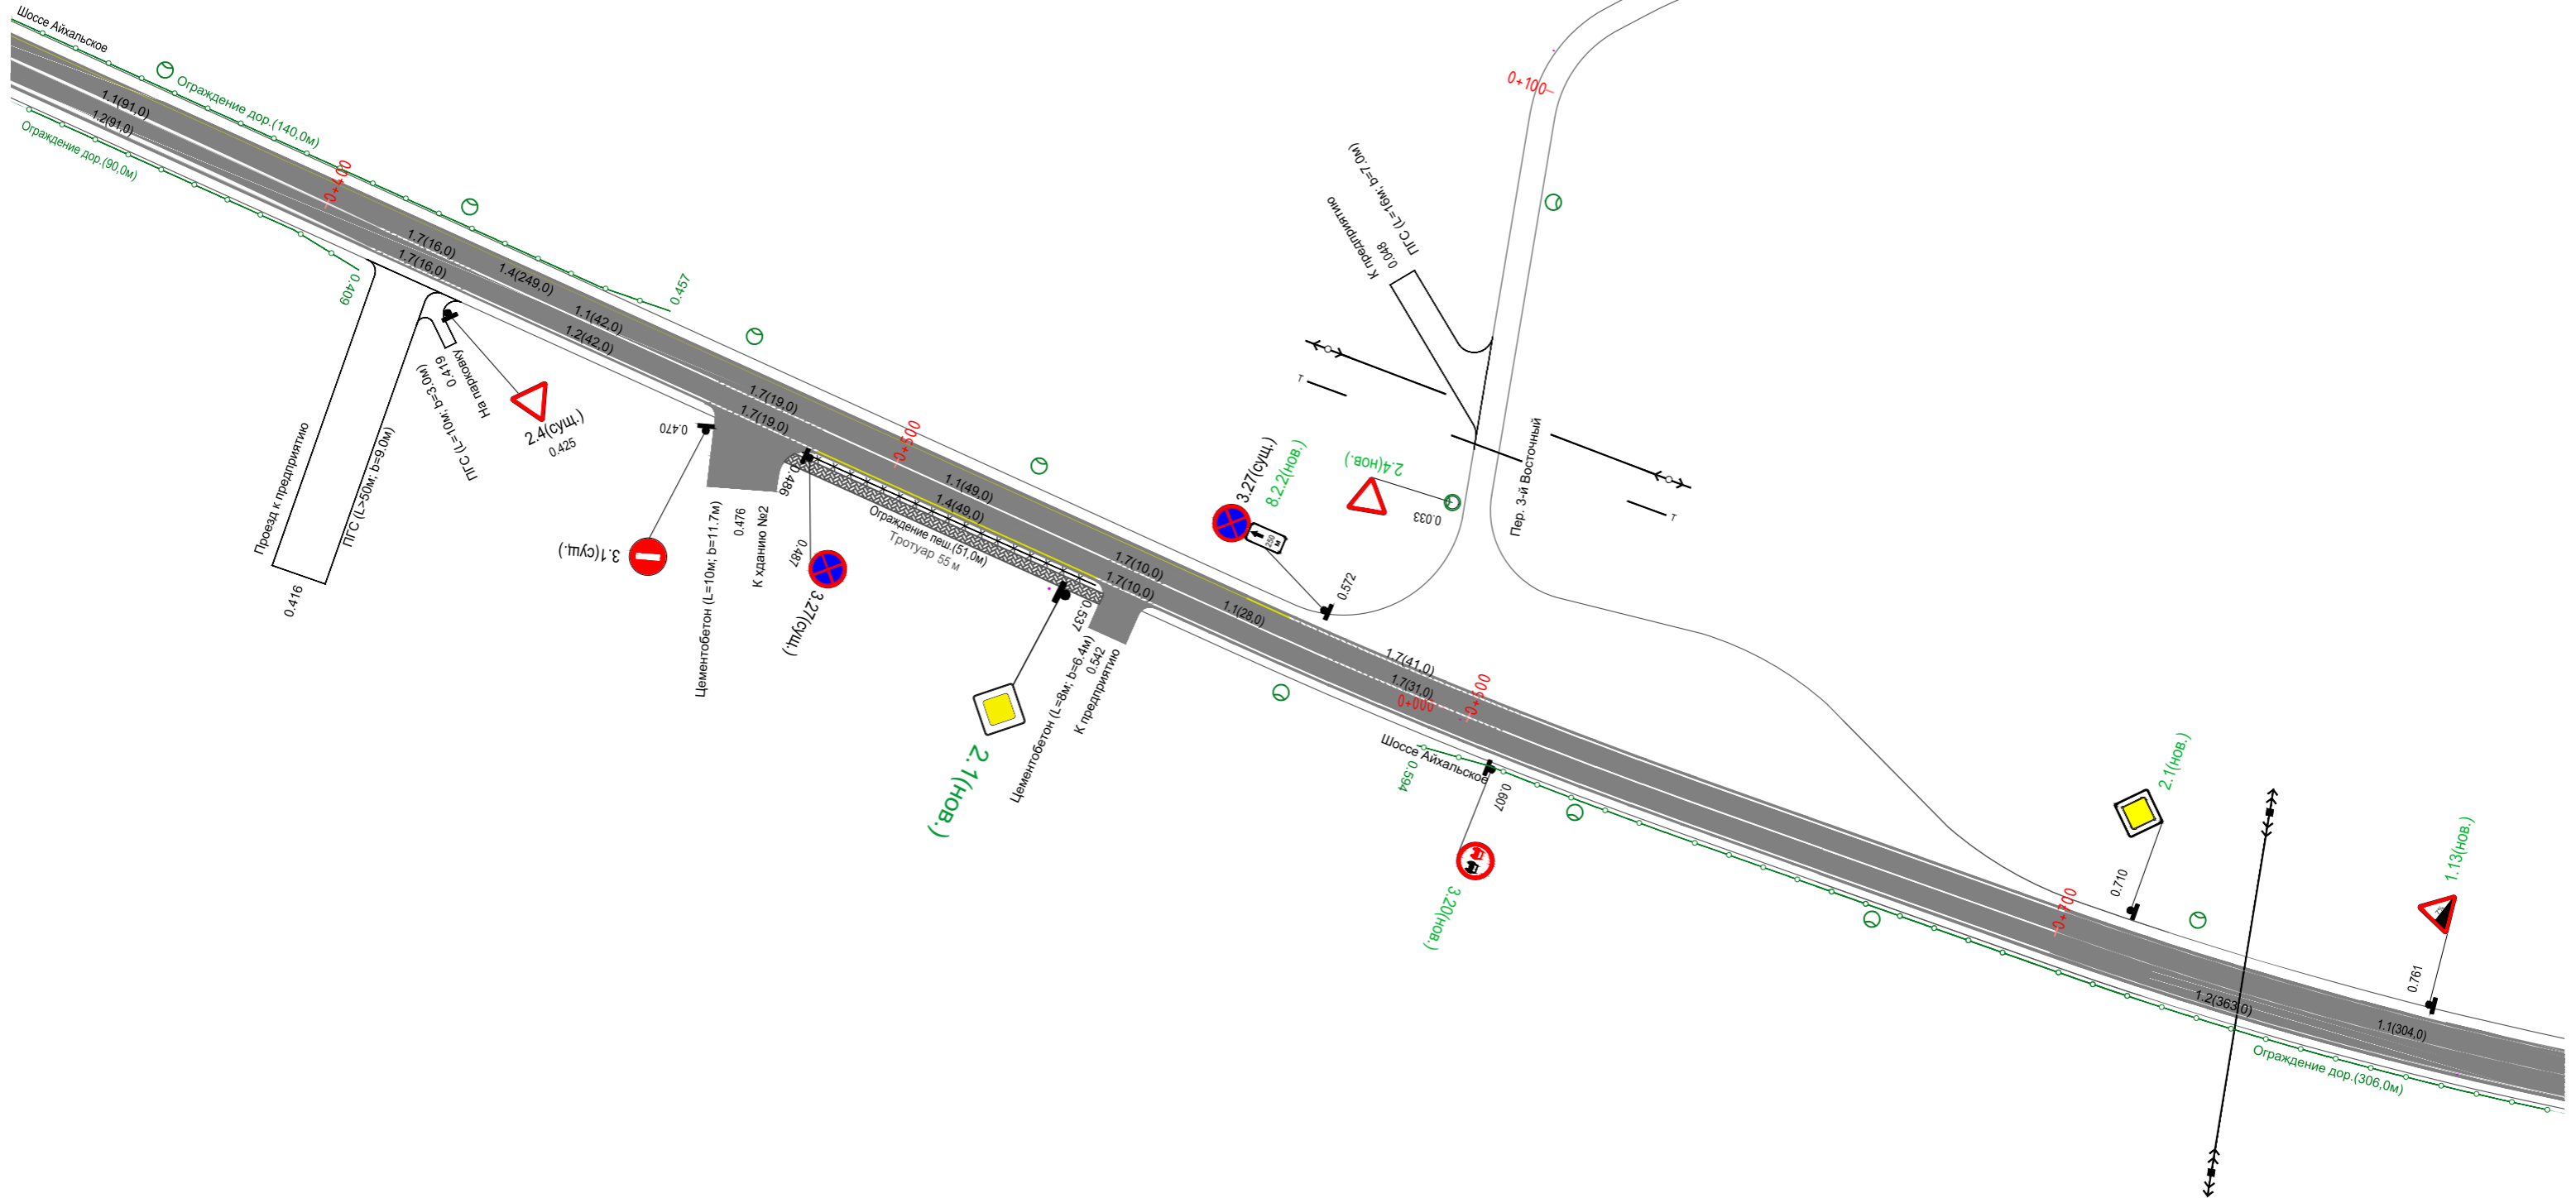 Шоссе Айхальское
Ограждение дор.(140,0м)
1.1(91,0)
1.2(91,0)
Ограждение дор.(90,0м)
0+400
0.409
1.7(16,0)
1.7(16,0)
1.4(249,0)
0.457
1.1(42,0)
1.2(42,0)
Проезд к предприятию
ПГС (L>50м; b=9.0м)
0.416
На парковку
0.419
ПГС (L=10м; b=3.0м)
2.4(сущ.)
0.425
1.7(19,0)
1.7(19,0)
0.470
3.1(сущ.)
Цементобетон (L=10м; b=11.7м)
0.476
К хданию №2
0.486
0.487
3.27(сущ.)
0+500
1.1(49,0)
1.4(49,0)
Ограждение пеш.(51,0м)
Тротуар 55 м
1.7(10,0)
1.7(10,0)
0.537
2.1(нов.)
Цементобетон (L=8м; b=6.4м)
0.542
К предприятию
1.1(28,0)
3.27(сущ.)
8.2.2(нов.)
250
м
0.572
2.4(нов.)
0.033
Т
К предприятию
0.048
ПГС (L=16м; b=7.0м)
0+100
Пер. 3-й Восточный
Т
1.7(41,0)
1.7(31,0)
0+000
0+600
Шоссе Айхальское
0.594
0.607
3.20(нов.)
0+700
0.710
2.1(нов.)
1.2(363,0)
0.761
1.13(нов.)
1.1(304,0)
Ограждение дор.(306,0м)